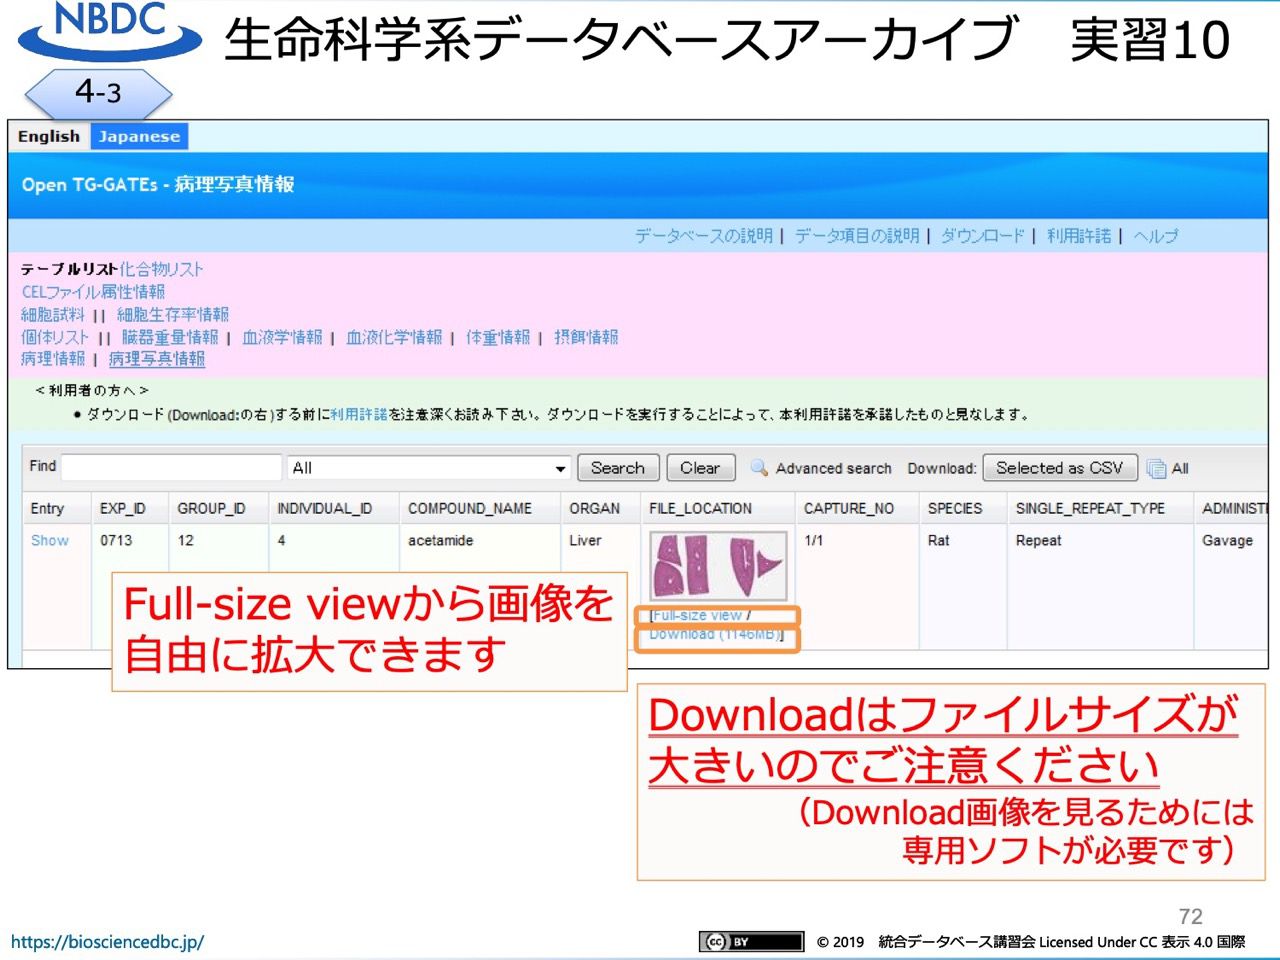 NBDC
生命科学系データベースアーカイブ　実習10
4-3
English Japanese
Open TG-GATEs - 病理写真情報
データベースの説明 | データ項目の説明 | ダウンロード | 利用許諾 | ヘルプ
テーブルリスト化合物リスト
CELファイル属性情報
細胞試料 || 細胞生存率情報
個体リスト || 臓器重量情報 | 血液学情報 | 血液化学情報 | 体重情報 | 摂餌情報
病理情報 | 病理写真情報
＜利用者の方へ＞
● ダウンロード(Download:の右)する前に利用許諾を注意深くお読み下さい。ダウンロードを実行することによって、本利用許諾を承諾したものと見なします。
Find All Search Clear Advanced search Download: Selected as CSV All
Entry EXP_ID GROUP_ID INDIVIDUAL_ID COMPOUND_NAME ORGAN FILE_LOCATION CAPTURE_NO SPECIES SINGLE_REPEAT_TYPE ADMINISTI
Show 0713 12 4 acetamide Liver 1/1 Rat Repeat Gavage
[Full-size view /
Download (1146MB)]
Full-size viewから画像を
自由に拡大できます
Downloadはファイルサイズが
大きいのでご注意ください
（Download画像を見るためには
専用ソフトが必要です）
72
https://biosciencedbc.jp/
CC BY © 2019　統合データベース講習会 Licensed Under CC 表示 4.0 国際